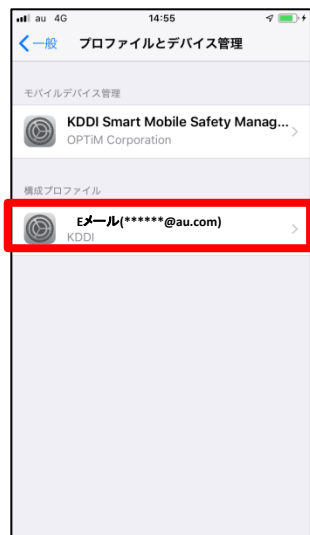 au 4G 14:55
一般 プロファイルとデバイス管理
モバイルデバイス管理
KDDI Smart Mobile Safety Manag...
OPTiM Corporation
構成プロファイル
Eメール(******@au.com)
KDDI